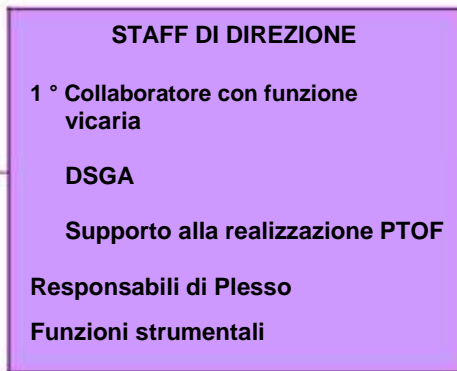 STAFF DI DIREZIONE
1 ° Collaboratore con funzione
vicaria
DSGA
Supporto alla realizzazione PTOF
Responsabili di Plesso
Funzioni strumentali